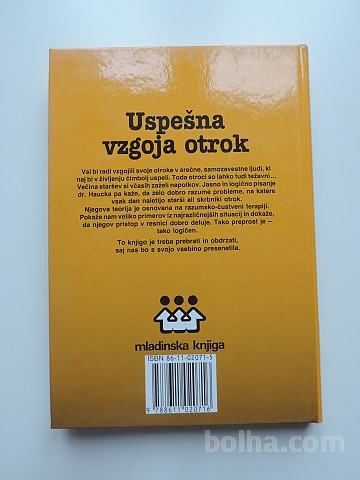 Uspešna
vzgoja otrok
Vsi bi radi vzgojili svoje otroke v srečne, samozavestne ljudi, ki
naj bi v življenju čimbolj uspeli. Toda otroci so lahko tudi težavni...
Večina staršev si včasih zaželi napotkov. Jasno in logično pisanje
dr. Haucka pa kaže, da zelo dobro razume probleme, na katere
vsak dan naletijo starši ali skrbniki otrok.
Njegova teorija je osnovana na razumsko-čustveni terapiji.
Pokaže nam veliko primerov iz najrazličnejših situacij in dokaže,
da njegov pristop v resnici dobro deluje. Tako preprost je –
tako logičen.
To knjigo je treba prebrati in obdržati,
saj nas bo s svojo vsebino presenetila.
mladinska knjiga
ISBN 86-11-02071-5
9 788611 020716
bolha.com